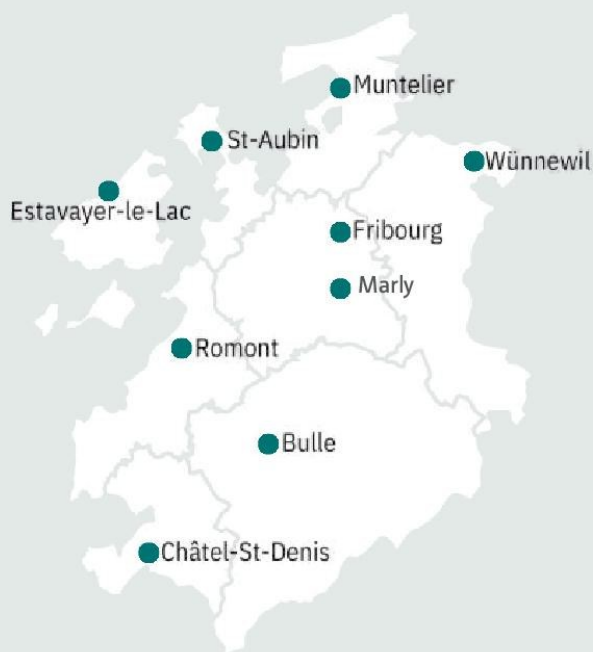 Muntelier
St-Aubin
Wünnewil
Estavayer-le-Lac
Fribourg
Marly
Romont
Bulle
Châtel-St-Denis